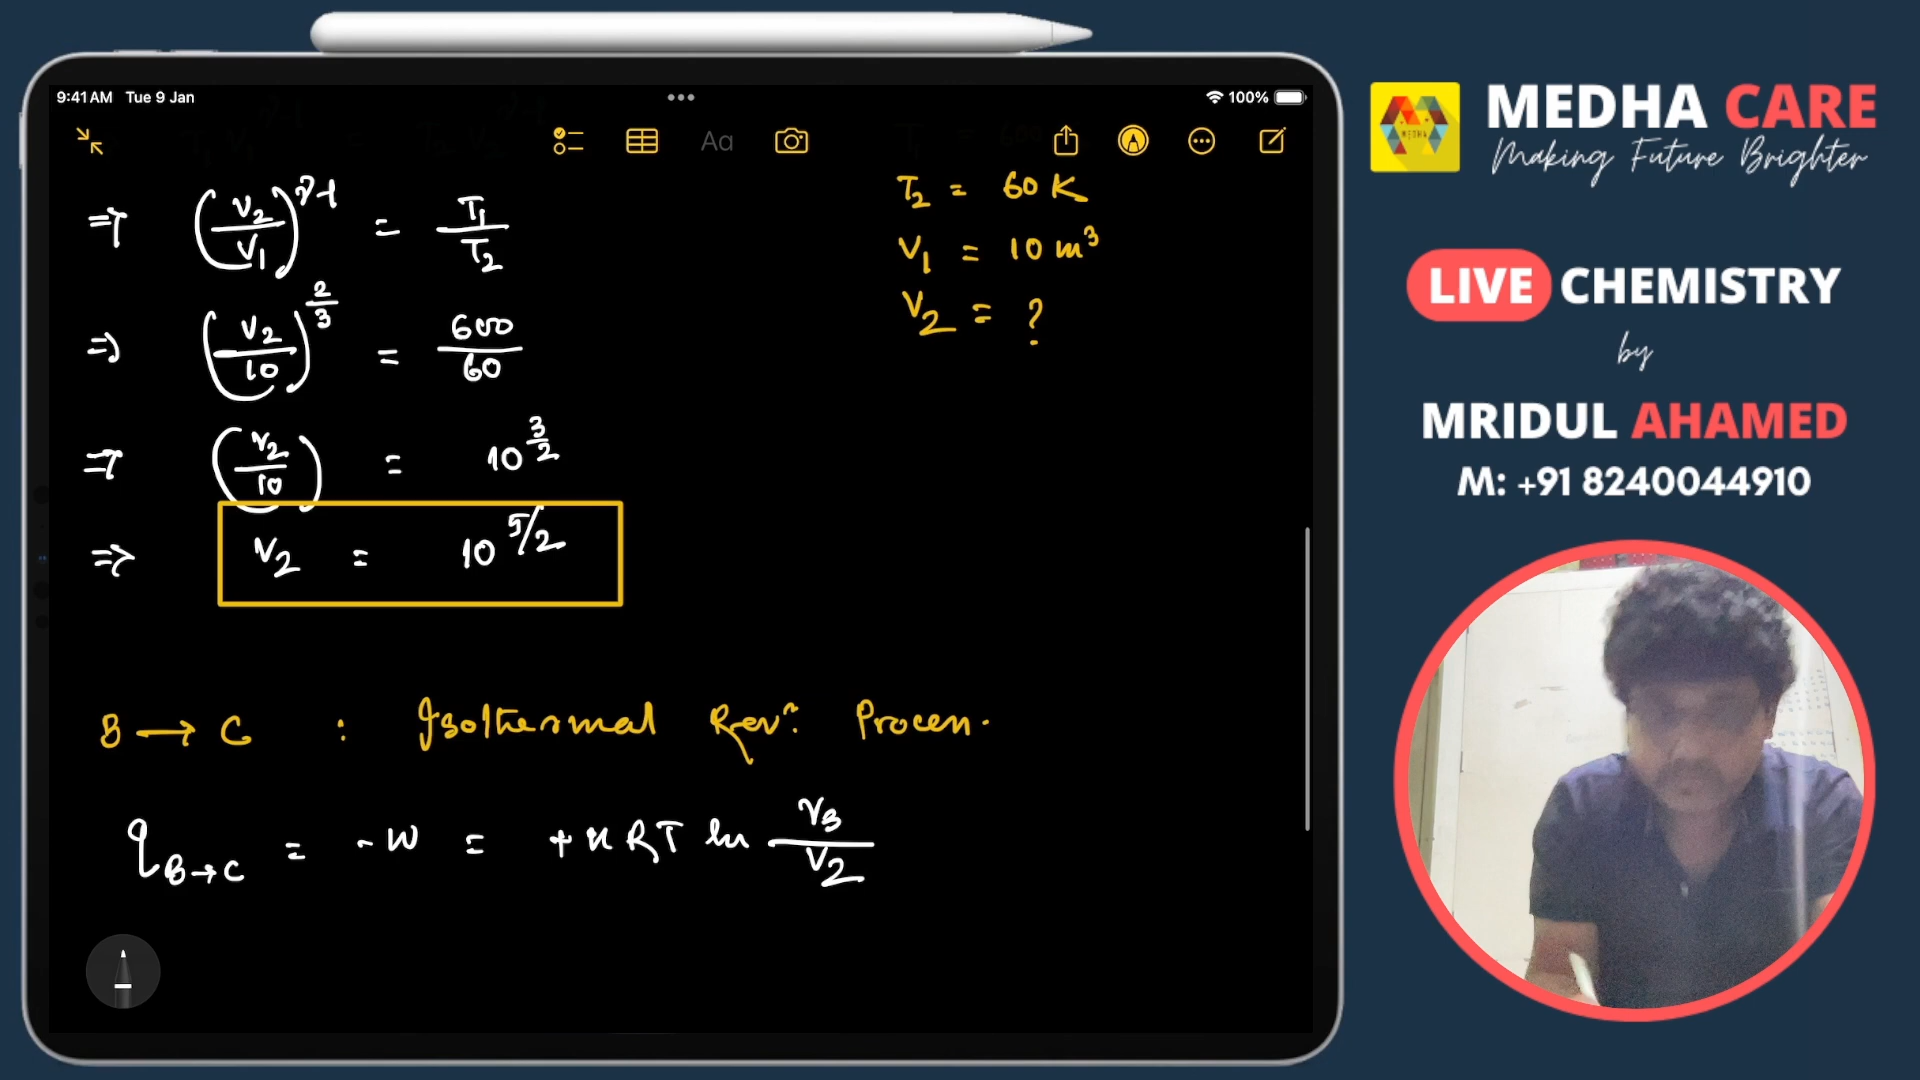 9:41 AM Tue 9 Jan
100%
Aa
T₂ = 60 K
⇒ (V₂/V₁)^(γ-1) = T₁/T₂
V₁ = 10 m³
V₂ = ?
⇒ (V₂/10)^(2/3) = 600/60
⇒ (V₂/10) = 10^(3/2)
⇒ V₂ = 10^(5/2)
B → C : Isothermal Revⁿ. Process.
q_B→C = -W = +nRT ln V₃/V₂
MEDHA CARE
Making Future Brighter
MEDHA
LIVE CHEMISTRY
by
MRIDUL AHAMED
M: +91 8240044910